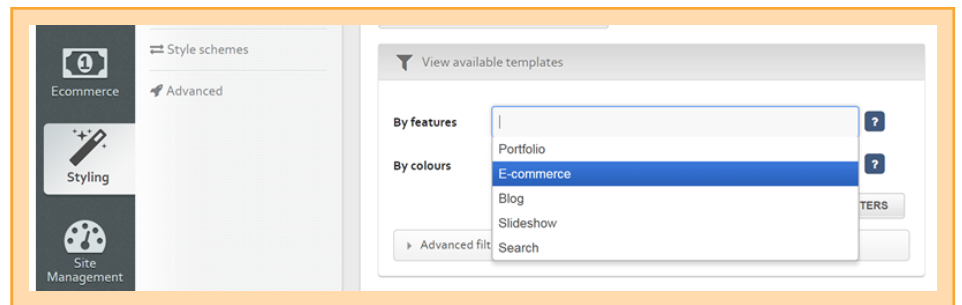 Ecommerce
Styling
Site
Management
Style schemes
Advanced
View available templates
By features
?
Portfolio
By colours
E-commerce
?
Blog
TERS
Slideshow
Advanced filt
Search